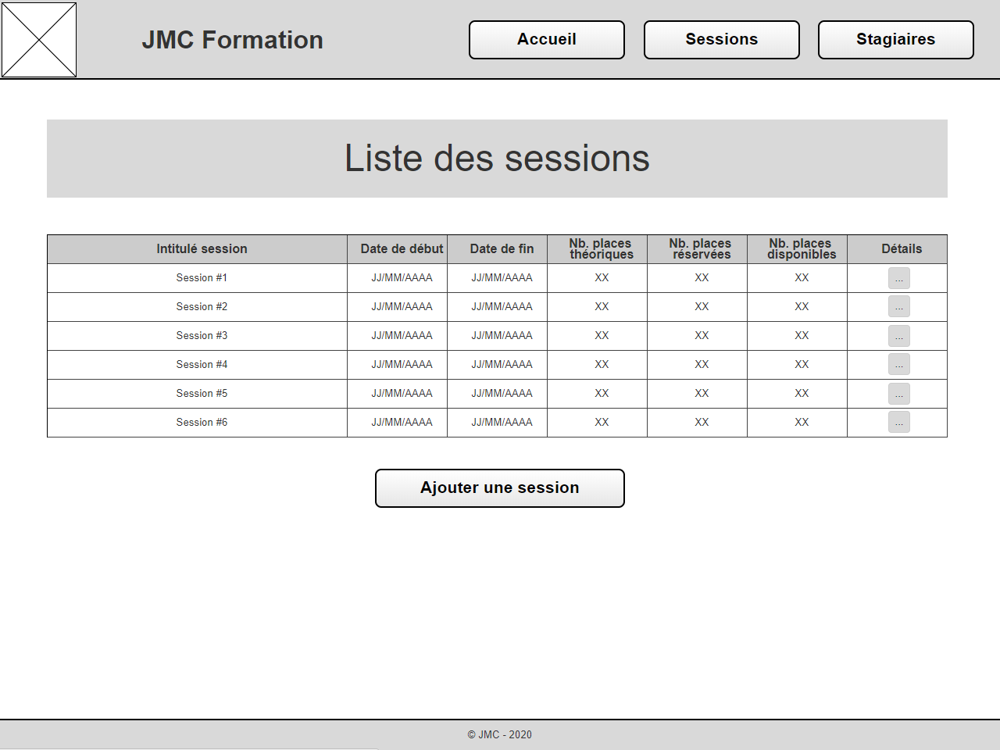 JMC Formation
Accueil
Sessions
Stagiaires
Liste des sessions
Intitulé session Date de début Date de fin Nb. places théoriques Nb. places réservées Nb. places disponibles Détails
Session #1 JJ/MM/AAAA JJ/MM/AAAA XX XX XX ...
Session #2 JJ/MM/AAAA JJ/MM/AAAA XX XX XX ...
Session #3 JJ/MM/AAAA JJ/MM/AAAA XX XX XX ...
Session #4 JJ/MM/AAAA JJ/MM/AAAA XX XX XX ...
Session #5 JJ/MM/AAAA JJ/MM/AAAA XX XX XX ...
Session #6 JJ/MM/AAAA JJ/MM/AAAA XX XX XX ...
Ajouter une session
© JMC - 2020